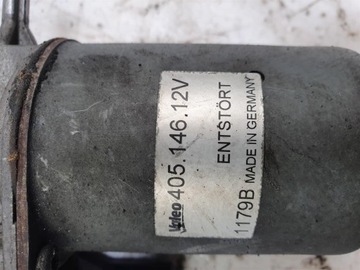 Valeo 405.146.12V
ENTSTÖRT
1179B MADE IN GERMANY